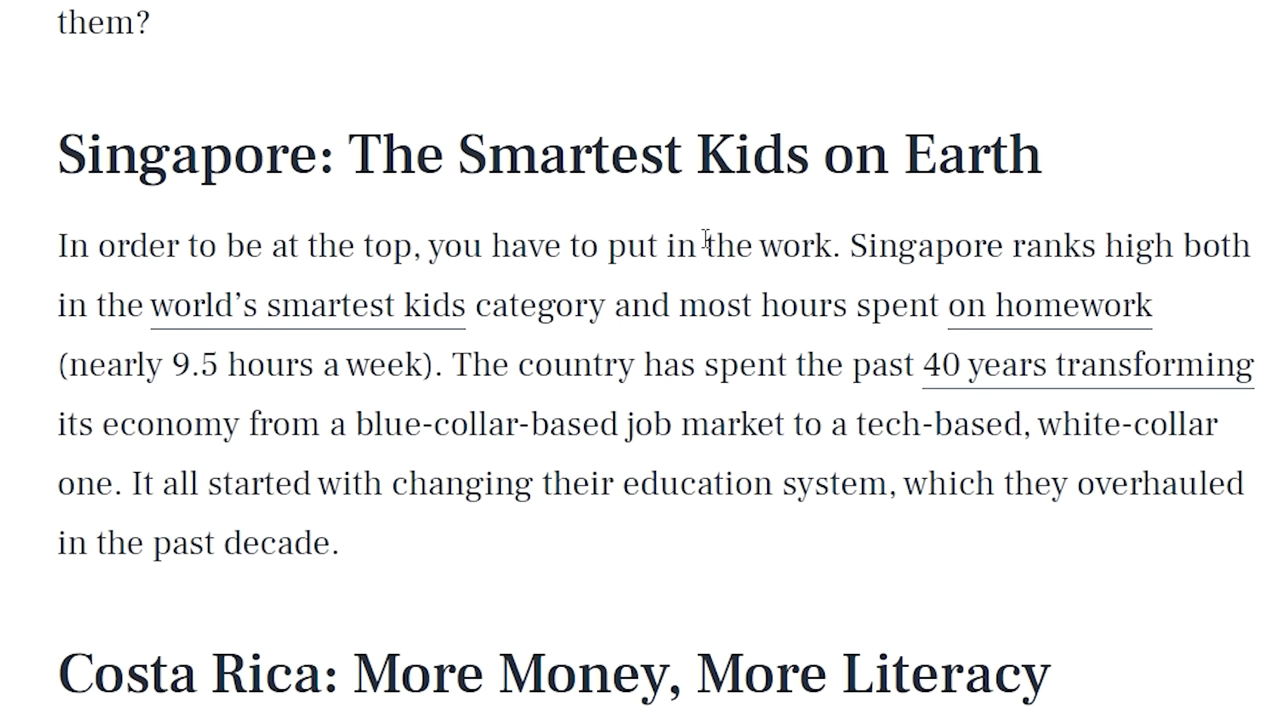 them?
Singapore: The Smartest Kids on Earth
In order to be at the top, you have to put in the work. Singapore ranks high both
in the world’s smartest kids category and most hours spent on homework
(nearly 9.5 hours a week). The country has spent the past 40 years transforming
its economy from a blue-collar-based job market to a tech-based, white-collar
one. It all started with changing their education system, which they overhauled
in the past decade.
Costa Rica: More Money, More Literacy